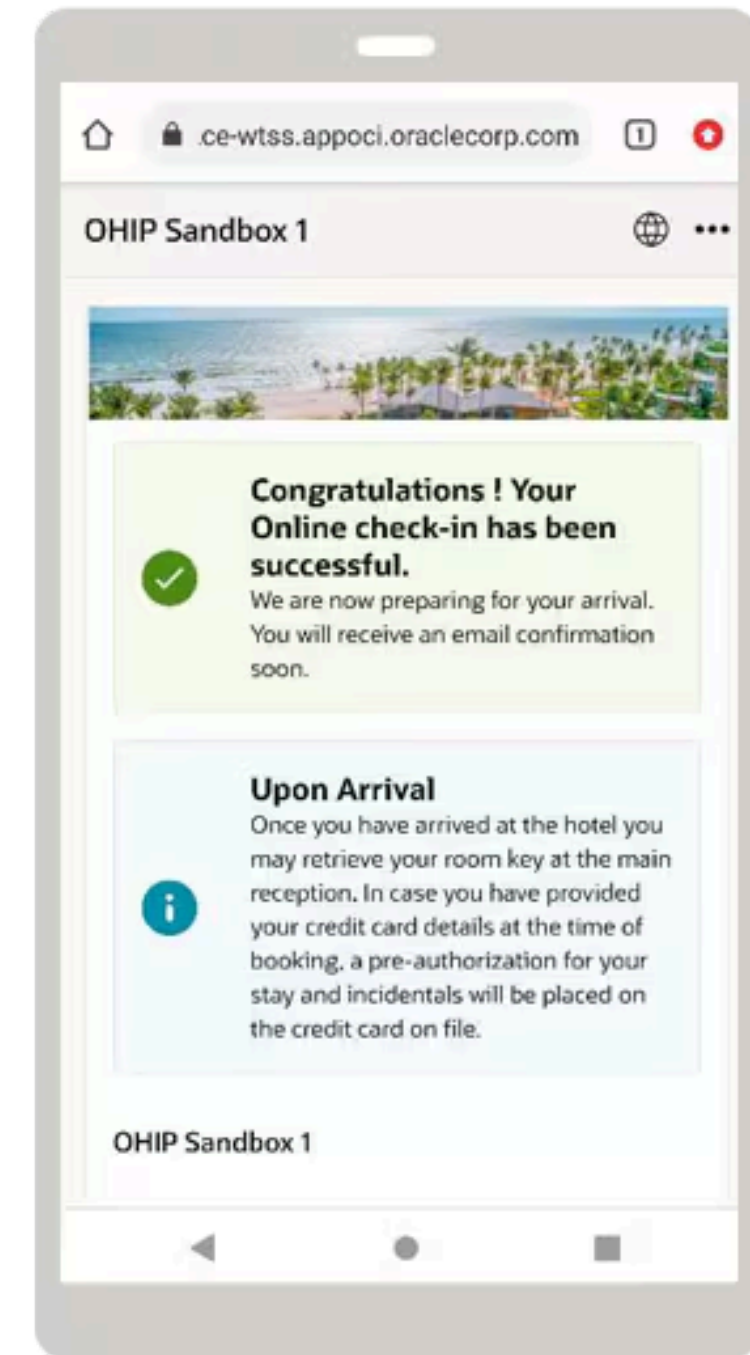 .ce-wtss.appoci.oraclecorp.com
1
OHIP Sandbox 1
Congratulations ! Your
Online check-in has been
successful.
We are now preparing for your arrival.
You will receive an email confirmation
soon.
Upon Arrival
Once you have arrived at the hotel you
may retrieve your room key at the main
reception. In case you have provided
your credit card details at the time of
booking, a pre-authorization for your
stay and incidentals will be placed on
the credit card on file.
OHIP Sandbox 1